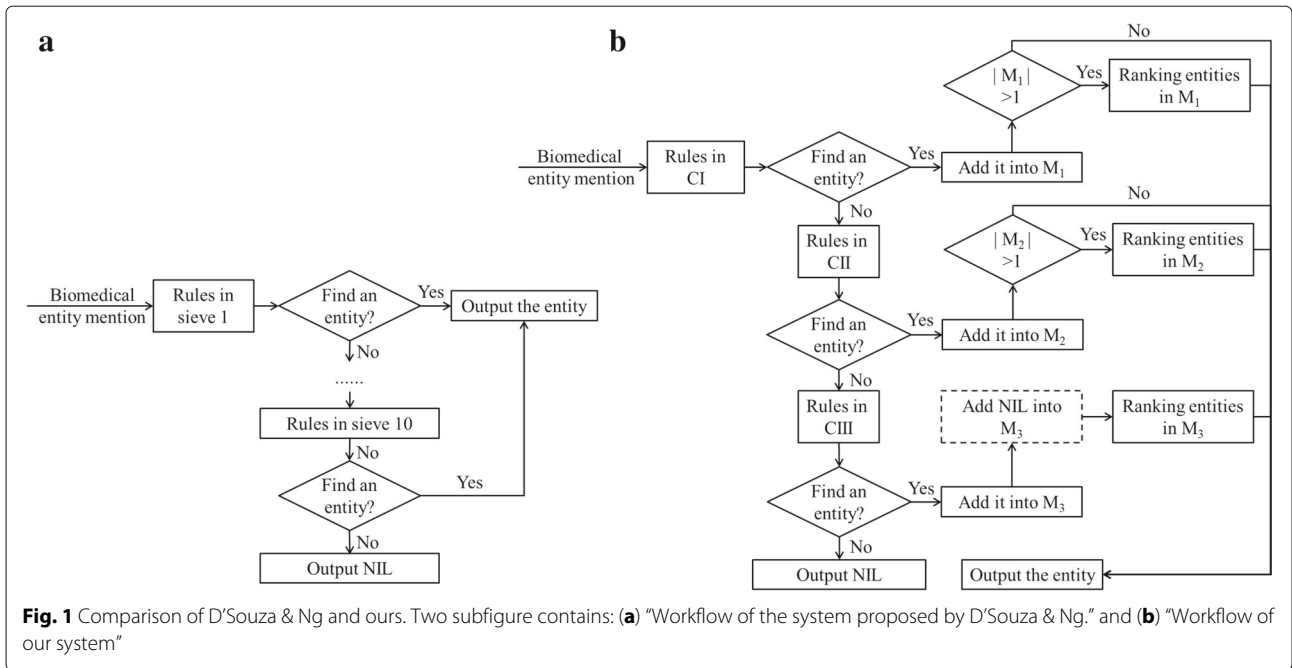 a
Biomedical
entity mention
Rules in
sieve 1
Find an
entity?
Yes
Output the entity
No
......
Rules in sieve 10
No
Find an
entity?
Yes
No
Output NIL
b
Biomedical
entity mention
Rules in
CI
Find an
entity?
Yes
Add it into M1
| M1 |
>1
No
Yes
Ranking entities
in M1
No
Rules in
CII
Find an
entity?
Yes
Add it into M2
| M2 |
>1
No
Yes
Ranking entities
in M2
No
Rules in
CIII
Find an
entity?
Yes
Add it into M3
Add NIL into
M3
Ranking entities
in M3
No
Output NIL
Output the entity
Fig. 1 Comparison of D'Souza & Ng and ours. Two subfigure contains: (a) “Workflow of the system proposed by D'Souza & Ng.” and (b) “Workflow of
our system”